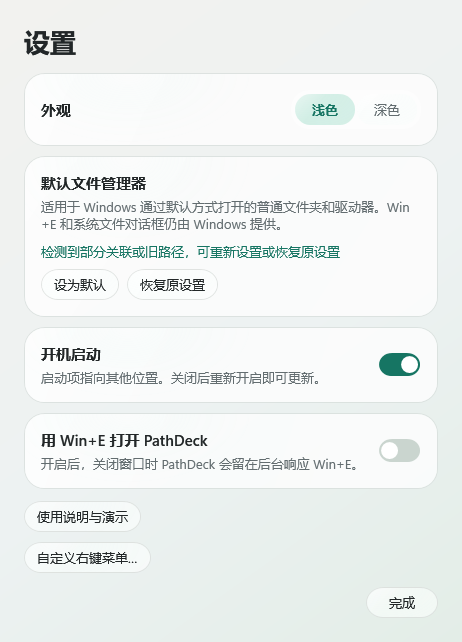 设置
外观
浅色
深色
默认文件管理器
适用于 Windows 通过默认方式打开的普通文件夹和驱动器。Win
+E 和系统文件对话框仍由 Windows 提供。
检测到部分关联或旧路径，可重新设置或恢复原设置
设为默认
恢复原设置
开机启动
启动项指向其他位置。关闭后重新开启即可更新。
用 Win+E 打开 PathDeck
开启后，关闭窗口时 PathDeck 会留在后台响应 Win+E。
使用说明与演示
自定义右键菜单...
完成